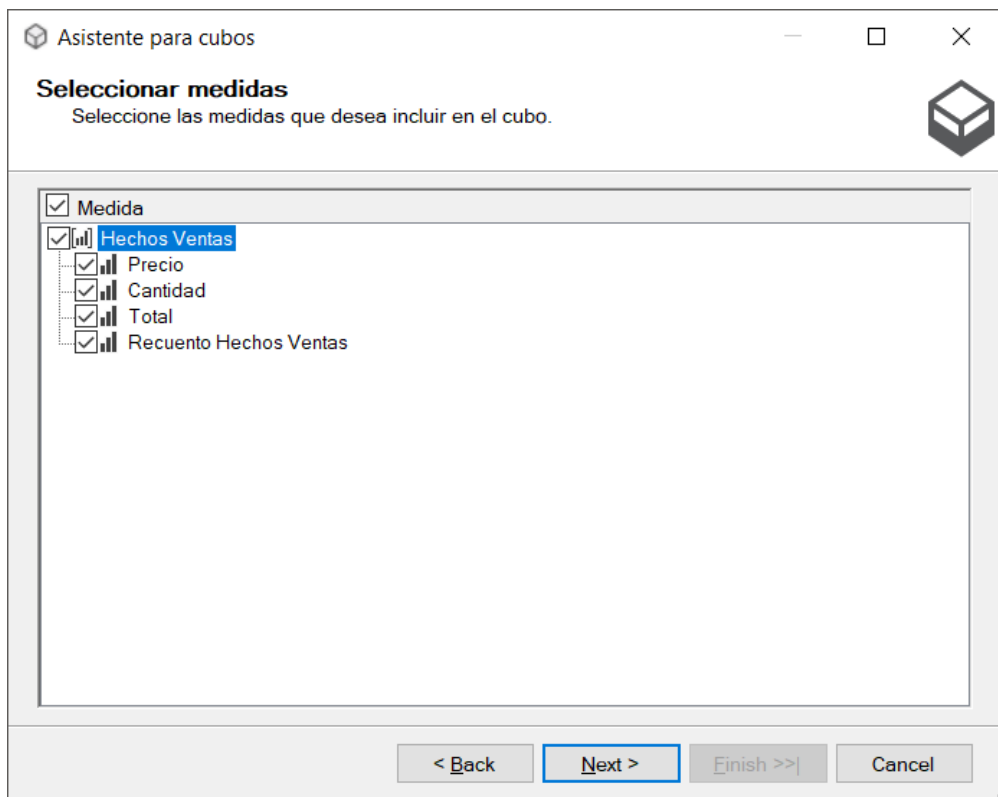 Asistente para cubos
Seleccionar medidas
Seleccione las medidas que desea incluir en el cubo.
Medida
Hechos Ventas
Precio
Cantidad
Total
Recuento Hechos Ventas
< Back Next > Finish >>| Cancel